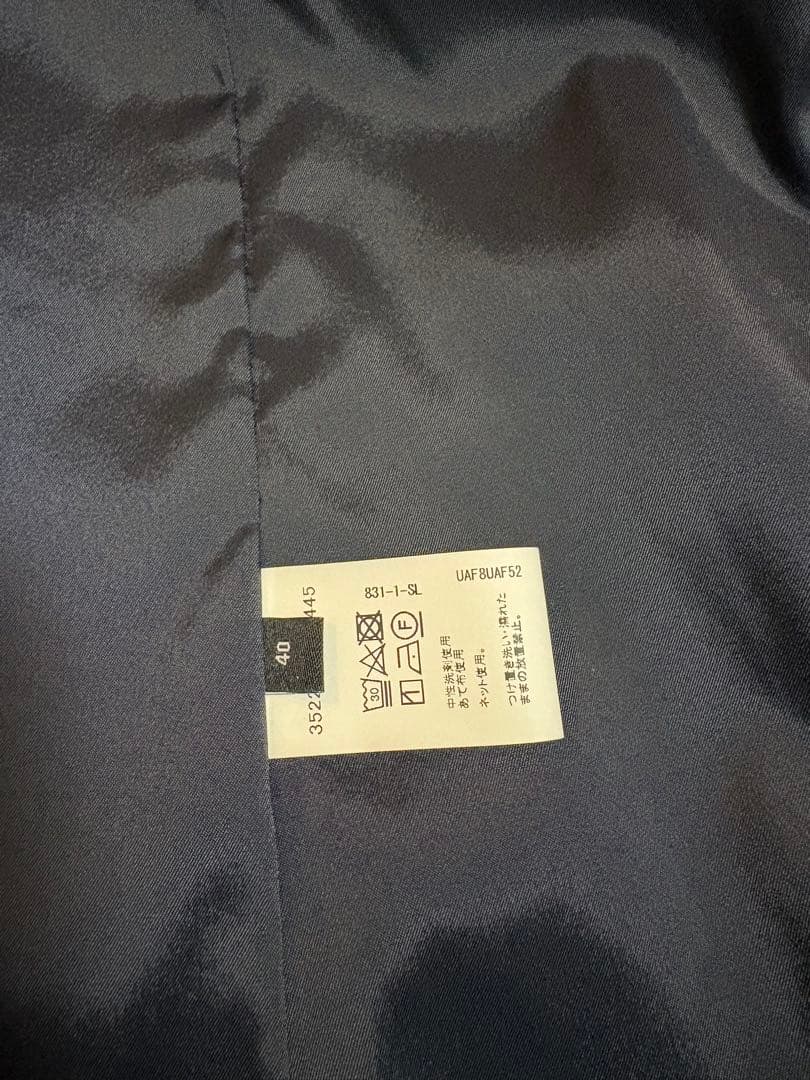 40
3522
445
831-1-SL
30
F
中性洗剤使用
あて布使用
ネット使用。
つけ置き洗い・濡れた
ままの放置禁止。
UAF8UAF52